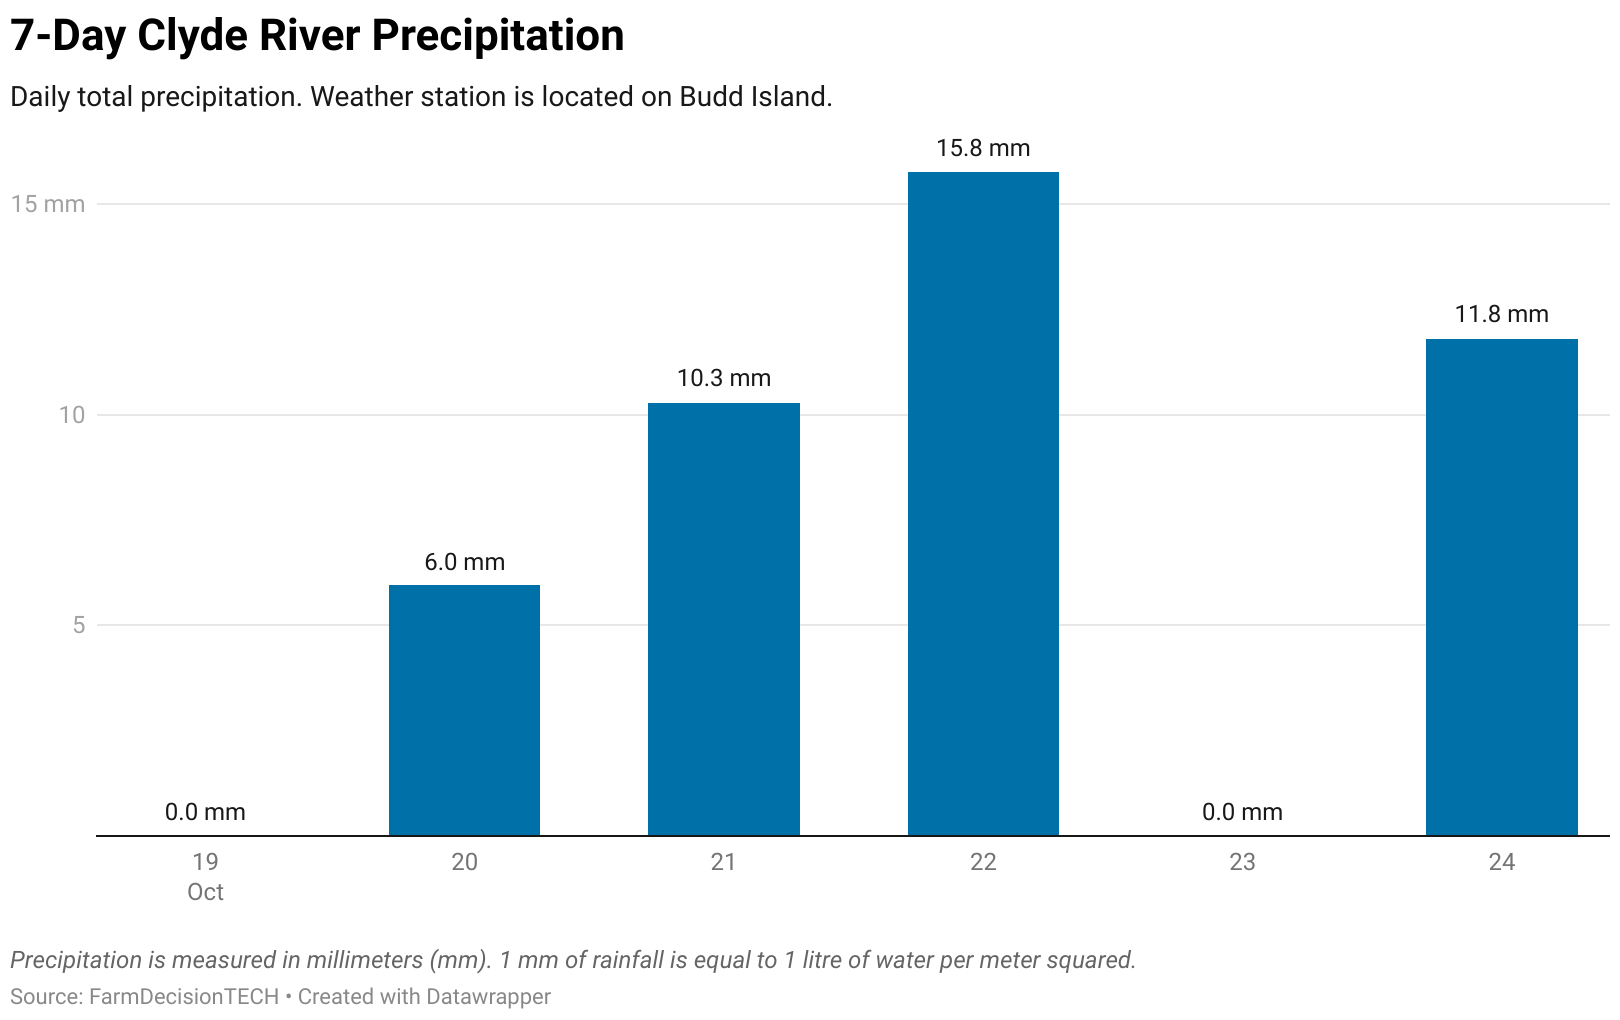 7-Day Clyde River Precipitation
Daily total precipitation. Weather station is located on Budd Island.
15.8 mm
15 mm
11.8 mm
10.3 mm
10
6.0 mm
5
0.0 mm
0.0 mm
19
20
21
22
23
24
Oct
Precipitation is measured in millimeters (mm). 1 mm of rainfall is equal to 1 litre of water per meter squared.
Source: FarmDecisionTECH • Created with Datawrapper